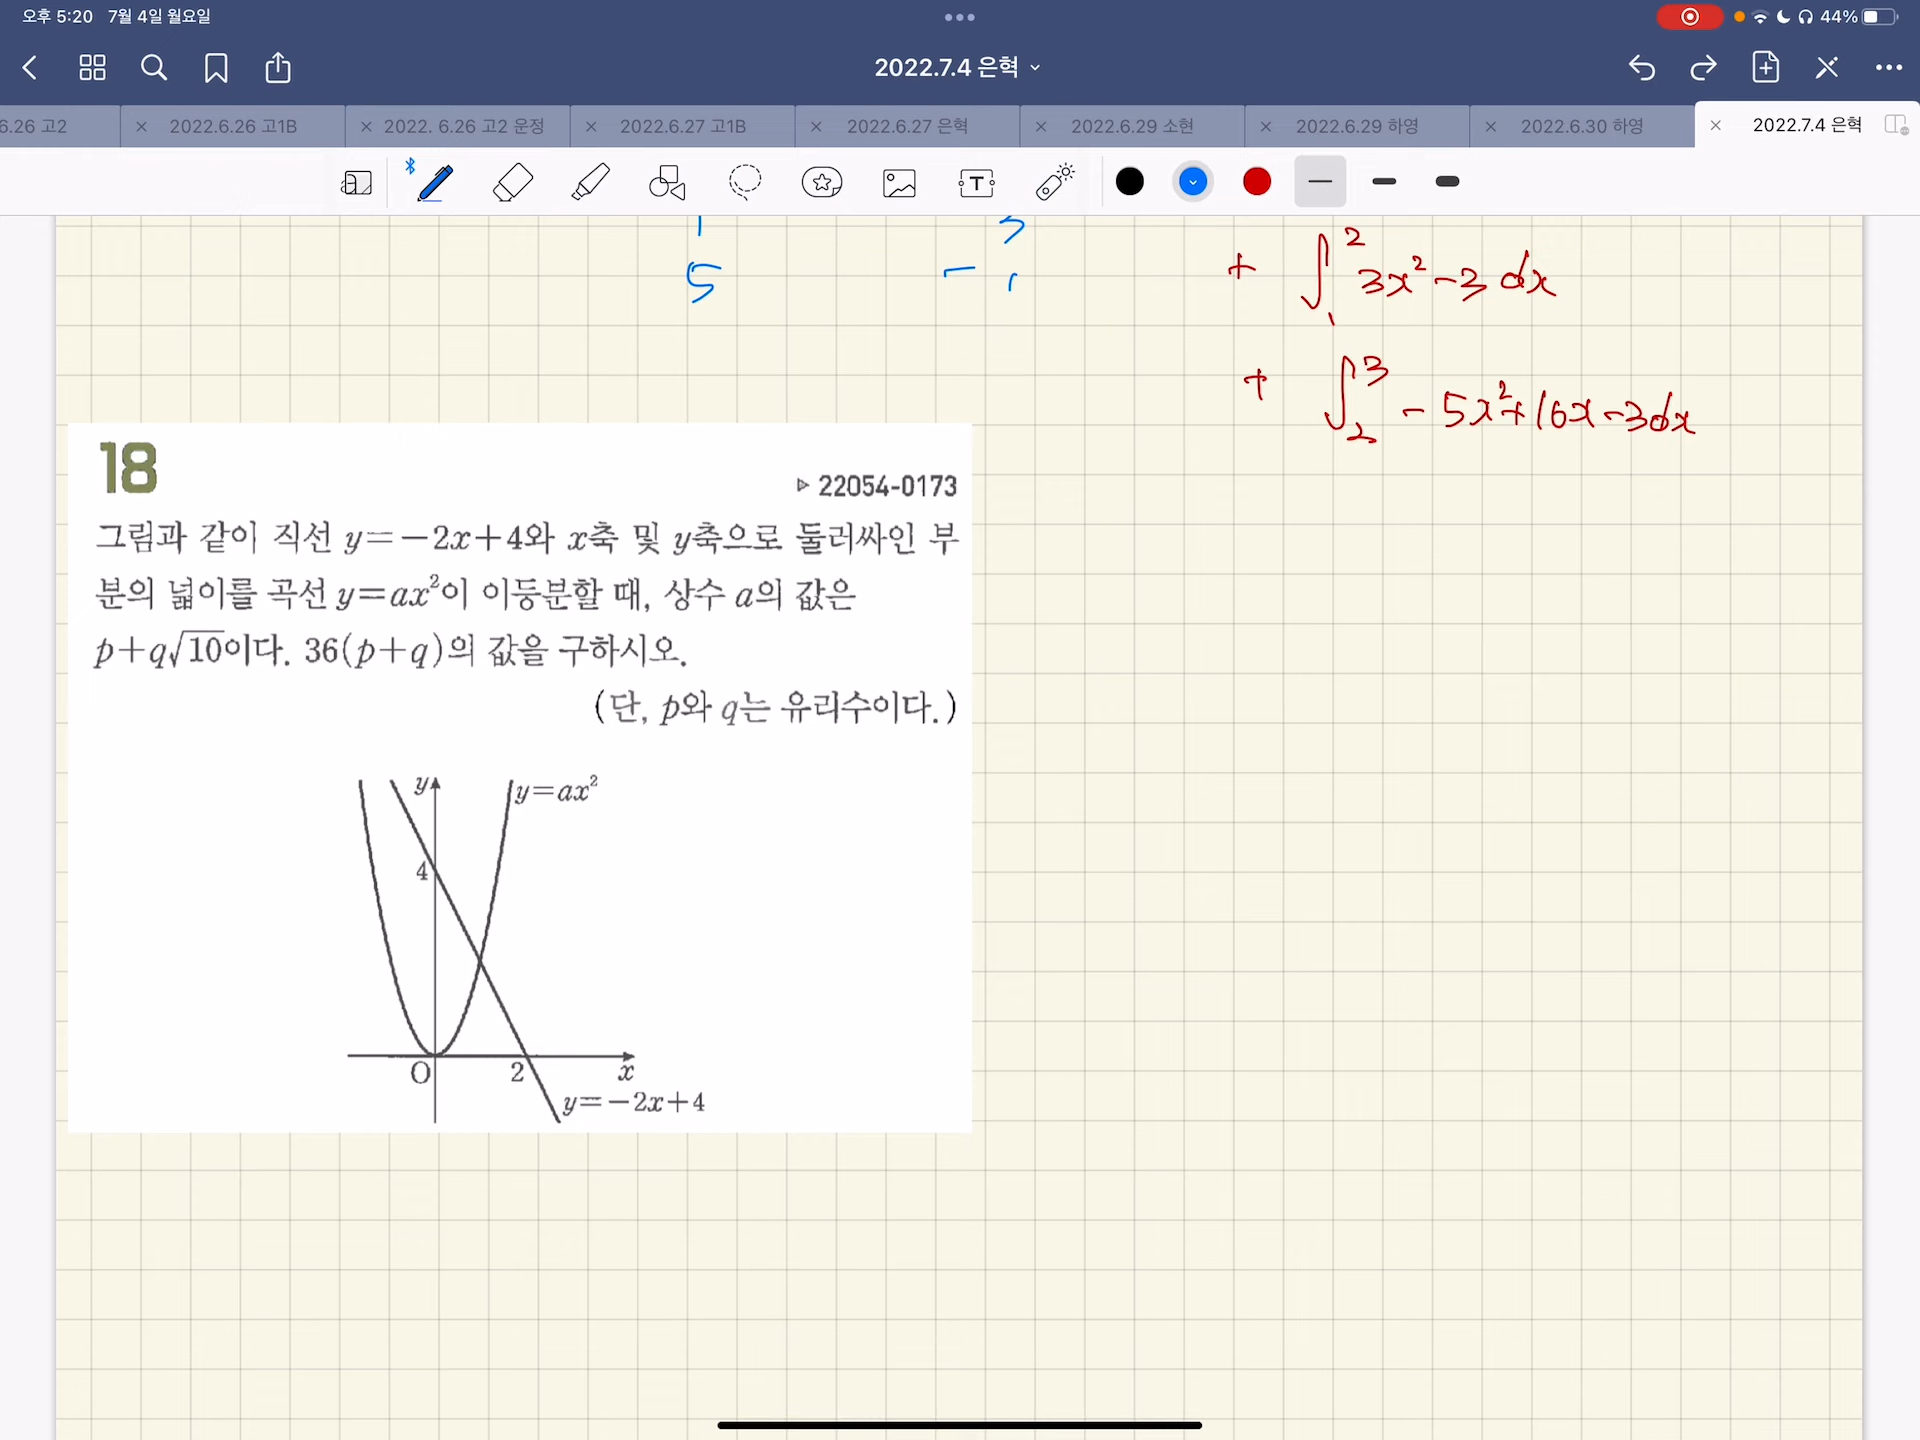 오후 5:20 7월 4일 월요일
44%
2022.7.4 은혁
6.26 고2
2022.6.26 고1B
2022. 6.26 고2 운정
2022.6.27 고1B
2022.6.27 은혁
2022.6.29 소현
2022.6.29 하영
2022.6.30 하영
2022.7.4 은혁
5
+ ∫₁² 3x²-3 dx
+ ∫₂³ -5x²+16x-3dx
18
▷ 22054-0173
그림과 같이 직선 y=-2x+4와 x축 및 y축으로 둘러싸인 부
분의 넓이를 곡선 y=ax²이 이등분할 때, 상수 a의 값은
p+q√10이다. 36(p+q)의 값을 구하시오.
(단, p와 q는 유리수이다.)
y
y=ax²
4
O 2 x
y=-2x+4